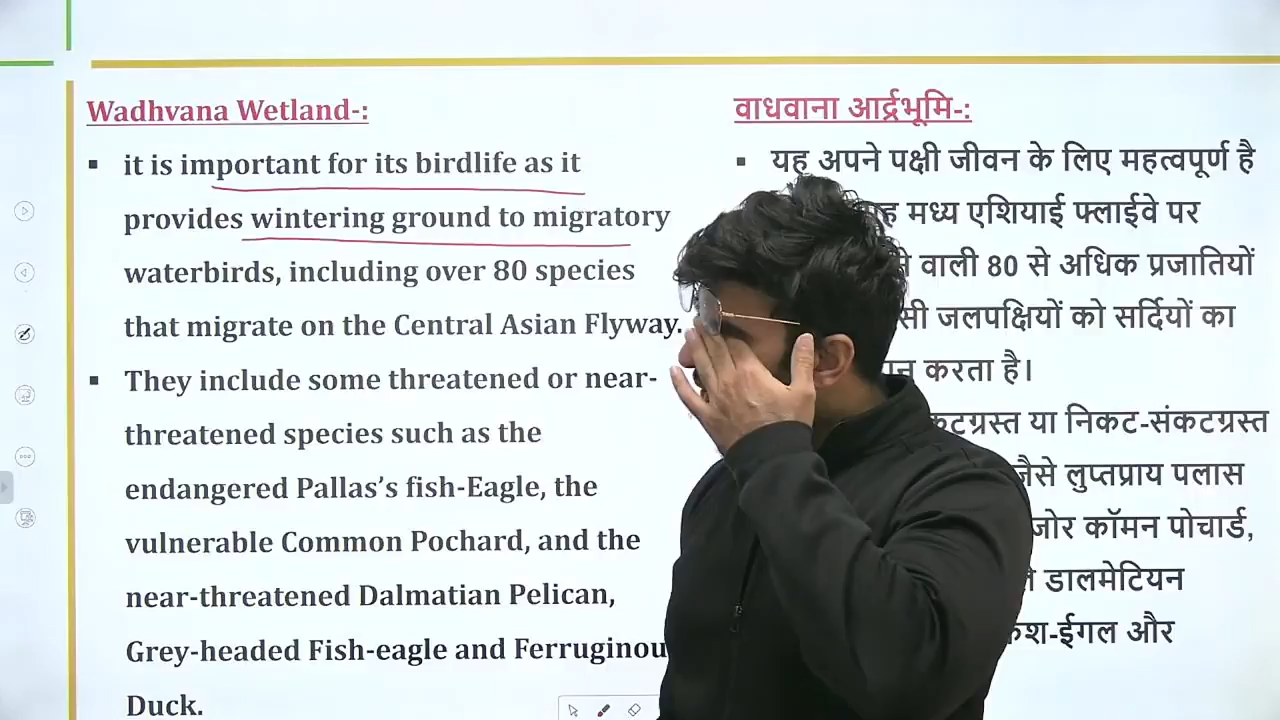 Wadhvana Wetland-:
it is important for its birdlife as it
provides wintering ground to migratory
waterbirds, including over 80 species
that migrate on the Central Asian Flyway.
They include some threatened or near-
threatened species such as the
endangered Pallas's fish-Eagle, the
vulnerable Common Pochard, and the
near-threatened Dalmatian Pelican,
Grey-headed Fish-eagle and
Duck.
वाधवाना आर्द्रभूमि-:
यह अपने पक्षी जीवन के लिए महत्वपूर्ण है
मध्य एशियाई फ्लाईवे पर
वाली 80 से अधिक प्रजातियों
जलपक्षियों को सर्दियों का
करता है।
या निकट-संकटग्रस्त
जैसे लुप्तप्राय पलास
कॉमन पोचार्ड,
डालमेटियन
और